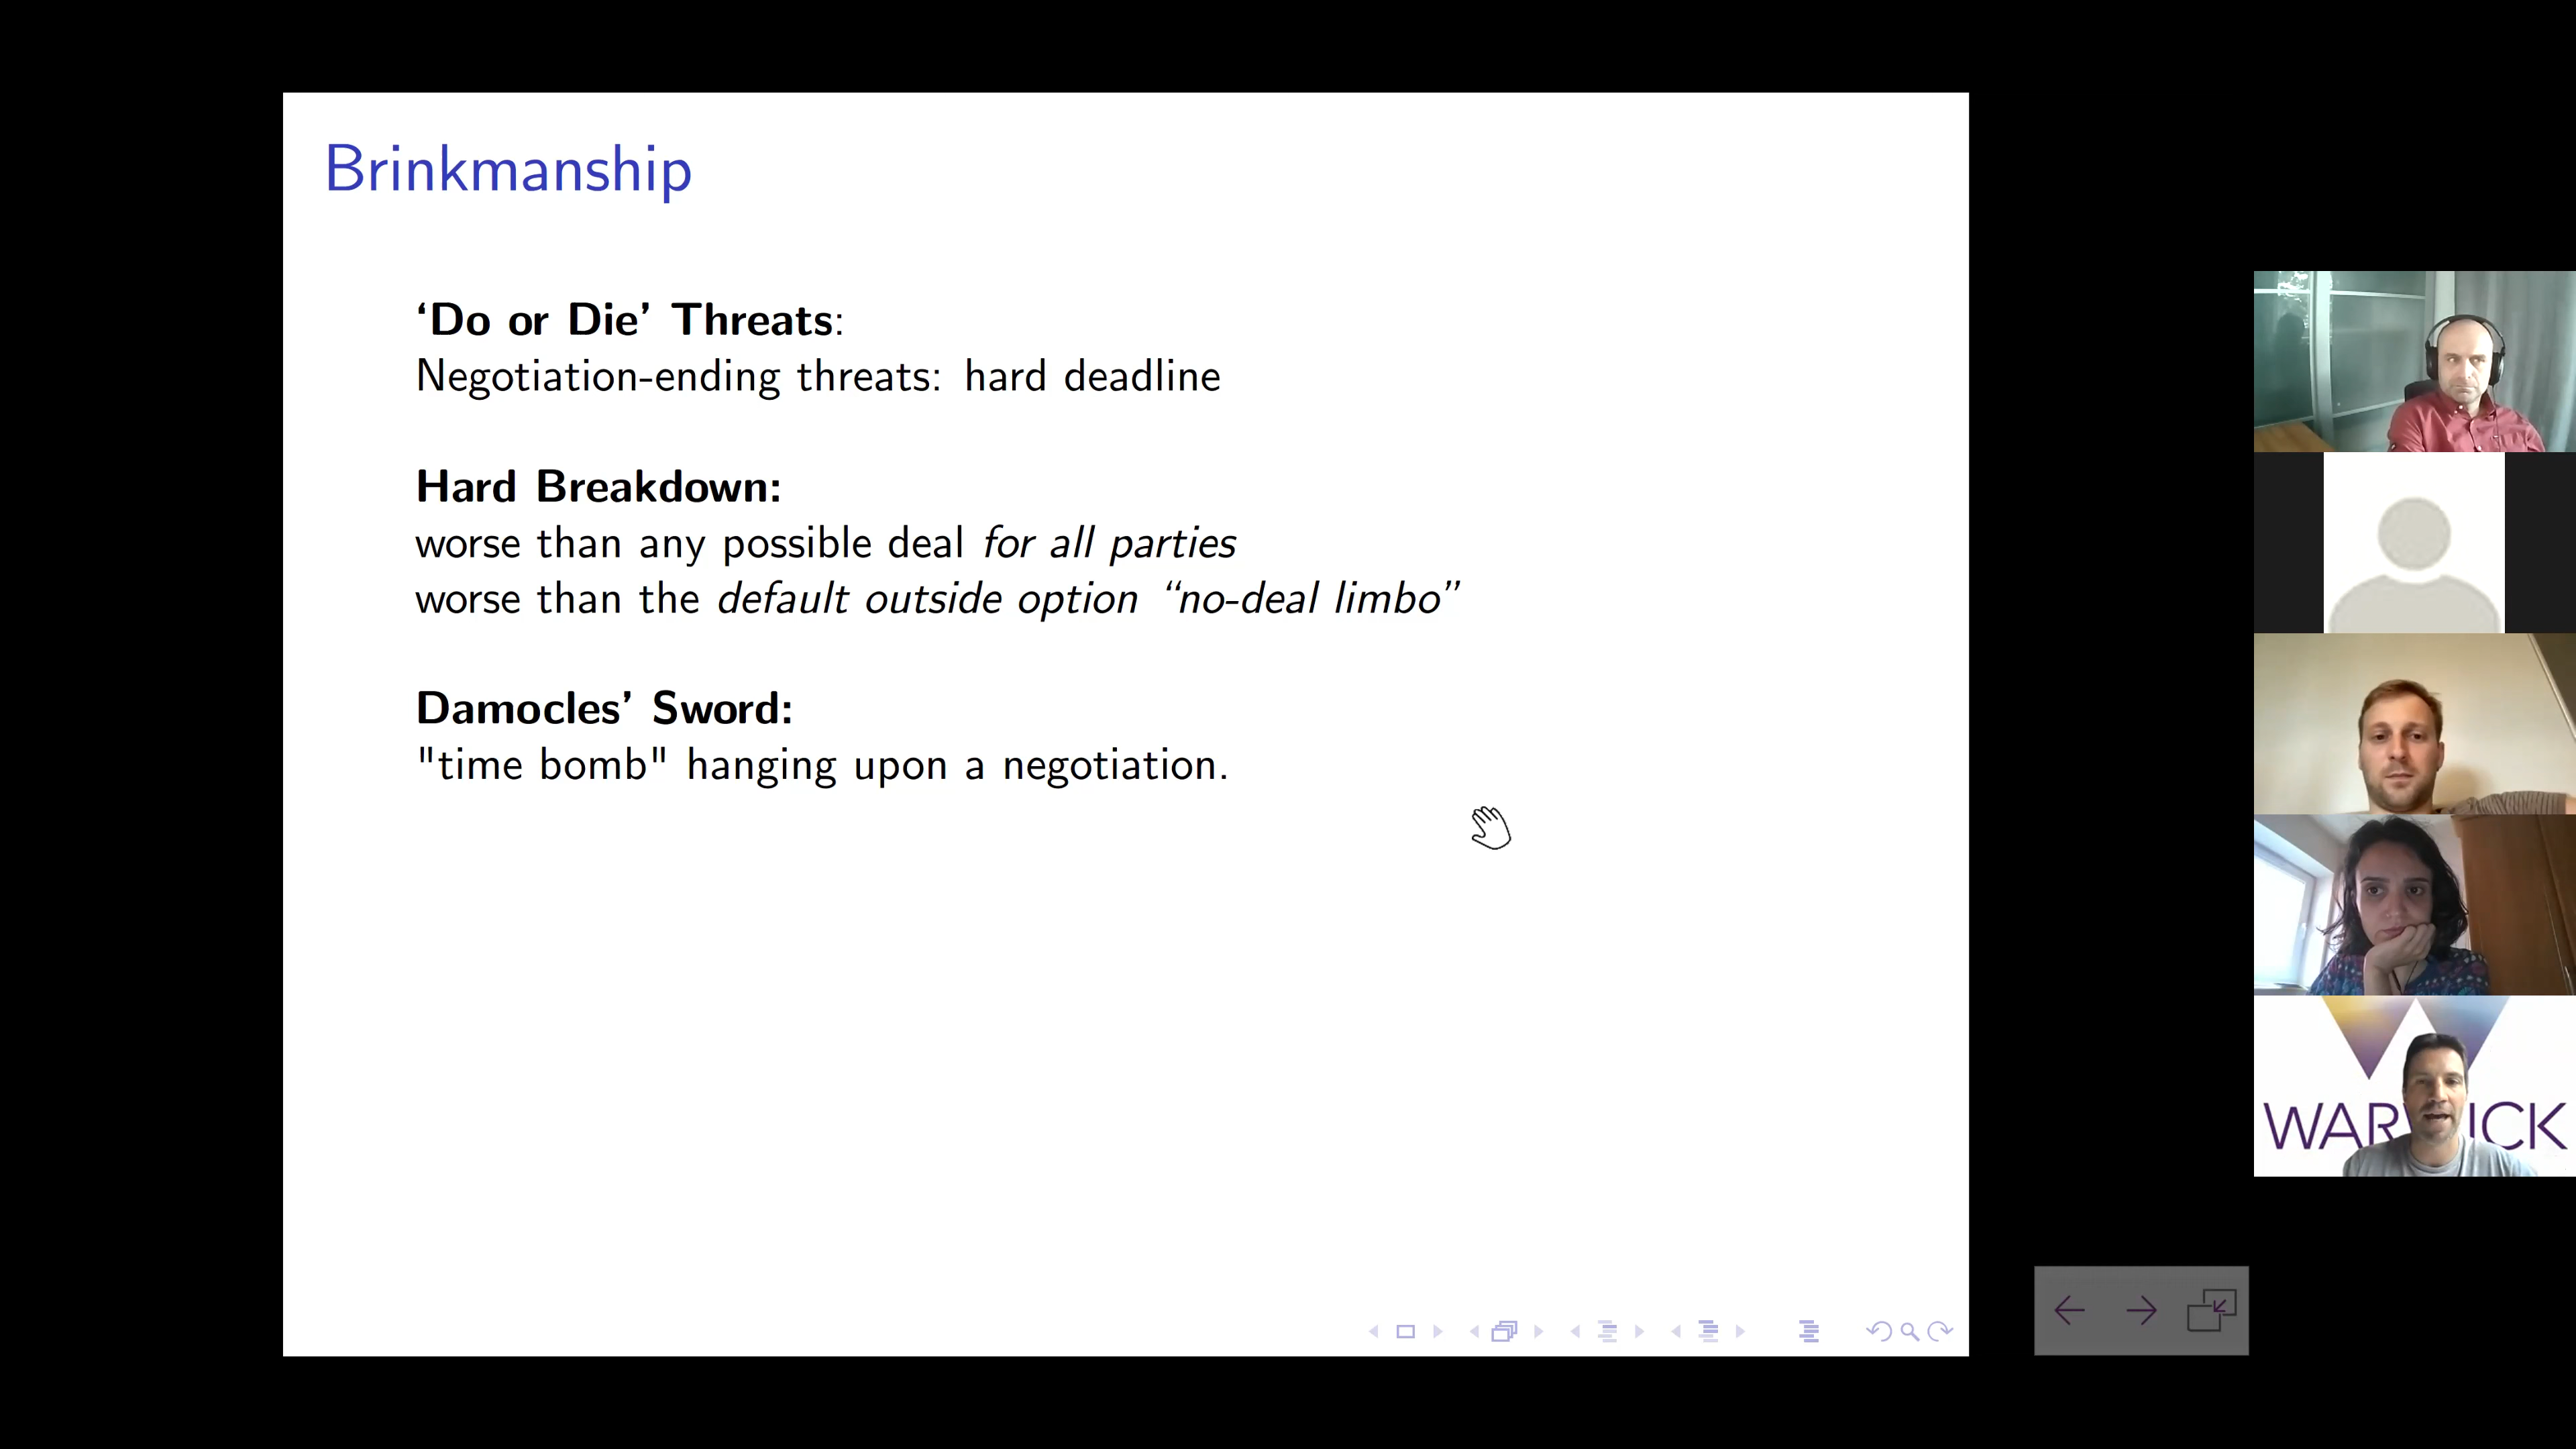 Brinkmanship
‘Do or Die’ Threats:
Negotiation-ending threats: hard deadline
Hard Breakdown:
worse than any possible deal for all parties
worse than the default outside option “no-deal limbo”
Damocles’ Sword:
"time bomb" hanging upon a negotiation.
WARWICK